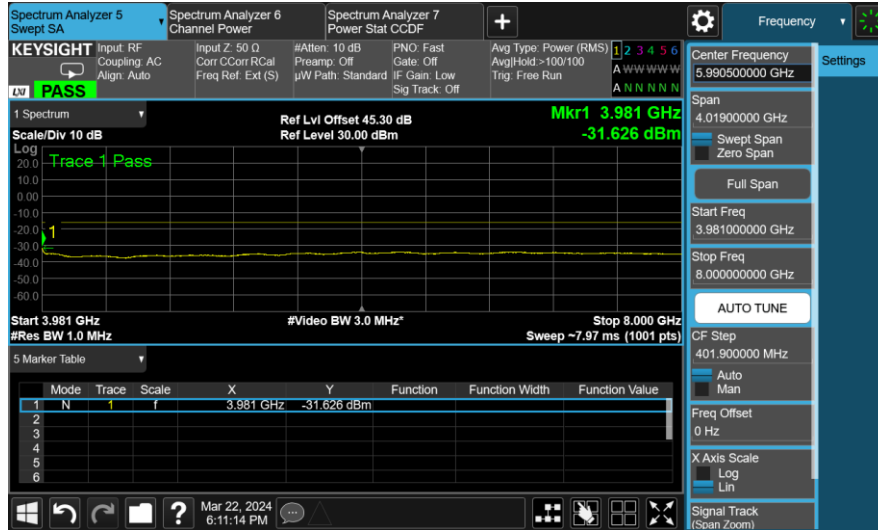 Spectrum Analyzer 5
Swept SA
Spectrum Analyzer 6
Channel Power
Spectrum Analyzer 7
Power Stat CCDF
Frequency
KEYSIGHT
Input: RF
Coupling: AC
Align: Auto
Input Z: 50 Ω
Corr CCorr RCal
Freq Ref: Ext (S)
#Atten: 10 dB
Preamp: Off
µW Path: Standard
PNO: Fast
Gate: Off
IF Gain: Low
Sig Track: Off
Avg Type: Power (RMS)
Avg|Hold:>100/100
Trig: Free Run
1 2 3 4 5 6
A W W W W W
A N N N N N
LXI PASS
1 Spectrum
Scale/Div 10 dB
Ref Lvl Offset 45.30 dB
Ref Level 30.00 dBm
Mkr1 3.981 GHz
-31.626 dBm
Log
Trace 1 Pass
20.0
10.0
0.00
-10.0
-20.0
-30.0
-40.0
-50.0
-60.0
1
Start 3.981 GHz
#Res BW 1.0 MHz
#Video BW 3.0 MHz*
Stop 8.000 GHz
Sweep ~7.97 ms (1001 pts)
5 Marker Table
Mode Trace Scale X Y Function Function Width Function Value
1 N 1 f 3.981 GHz -31.626 dBm
2
3
4
5
6
Mar 22, 2024
6:11:14 PM
Center Frequency
5.990500000 GHz
Settings
Span
4.01900000 GHz
Swept Span
Zero Span
Full Span
Start Freq
3.981000000 GHz
Stop Freq
8.000000000 GHz
AUTO TUNE
CF Step
401.900000 MHz
Auto
Man
Freq Offset
0 Hz
X Axis Scale
Log
Lin
Signal Track
(Span Zoom)